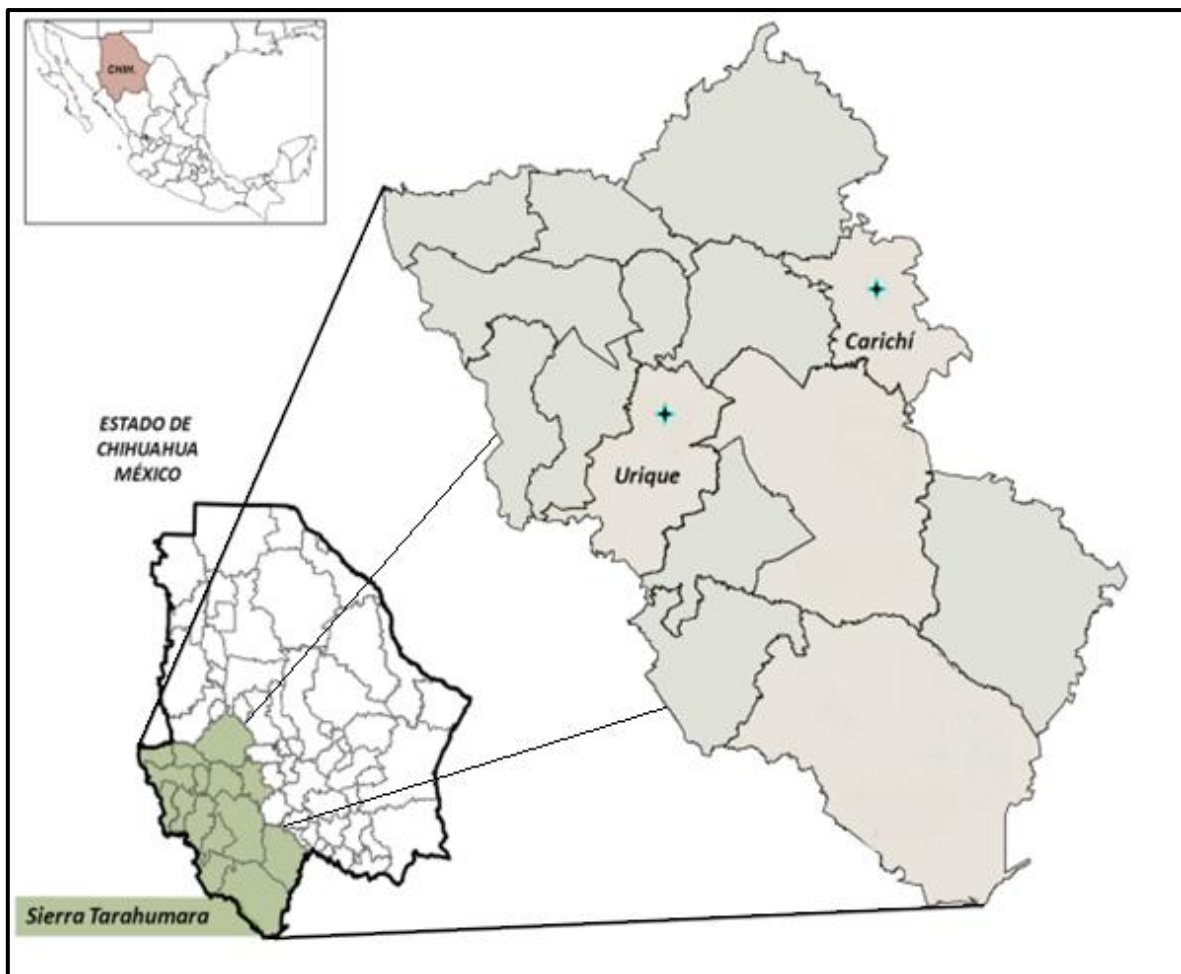 CHIH.
Carichí
Urique
ESTADO DE
CHIHUAHUA
MÉXICO
Sierra Tarahumara